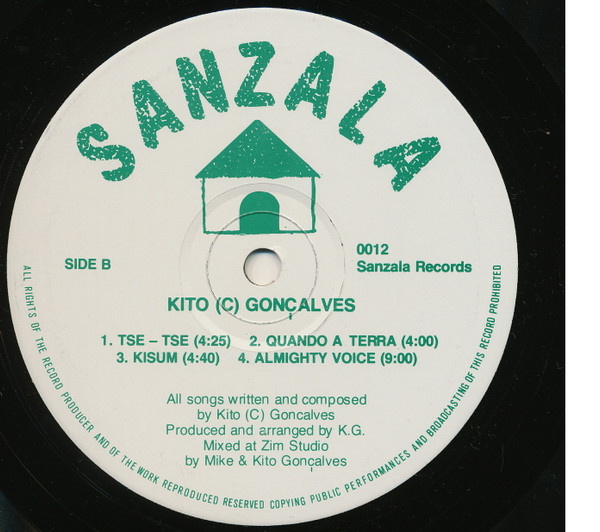 SANZALA
SIDE B
0012
Sanzala Records
KITO (C) GONÇALVES
1. TSE – TSE (4:25) 2. QUANDO A TERRA (4:00)
3. KISUM (4:40) 4. ALMIGHTY VOICE (9:00)
All songs written and composed
by Kito (C) Goncalves
Produced and arranged by K.G.
Mixed at Zim Studio
by Mike & Kito Gonçalves
ALL RIGHTS OF THE RECORD PRODUCER AND OF THE WORK REPRODUCED RESERVED COPYING PUBLIC PERFORMANCES AND BROADCASTING OF THIS RECORD PROHIBITED